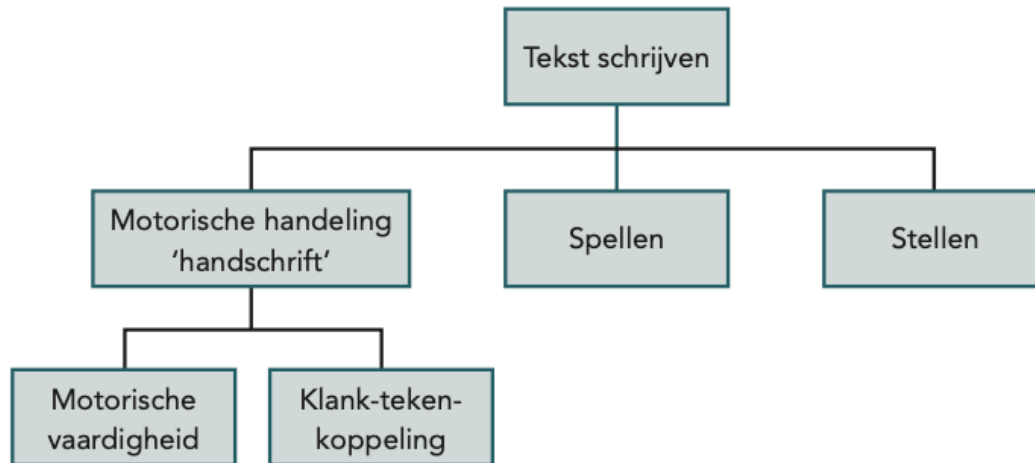 Tekst schrijven
Motorische handeling
‘handschrift’
Spellen
Stellen
Motorische
vaardigheid
Klank-teken-
koppeling